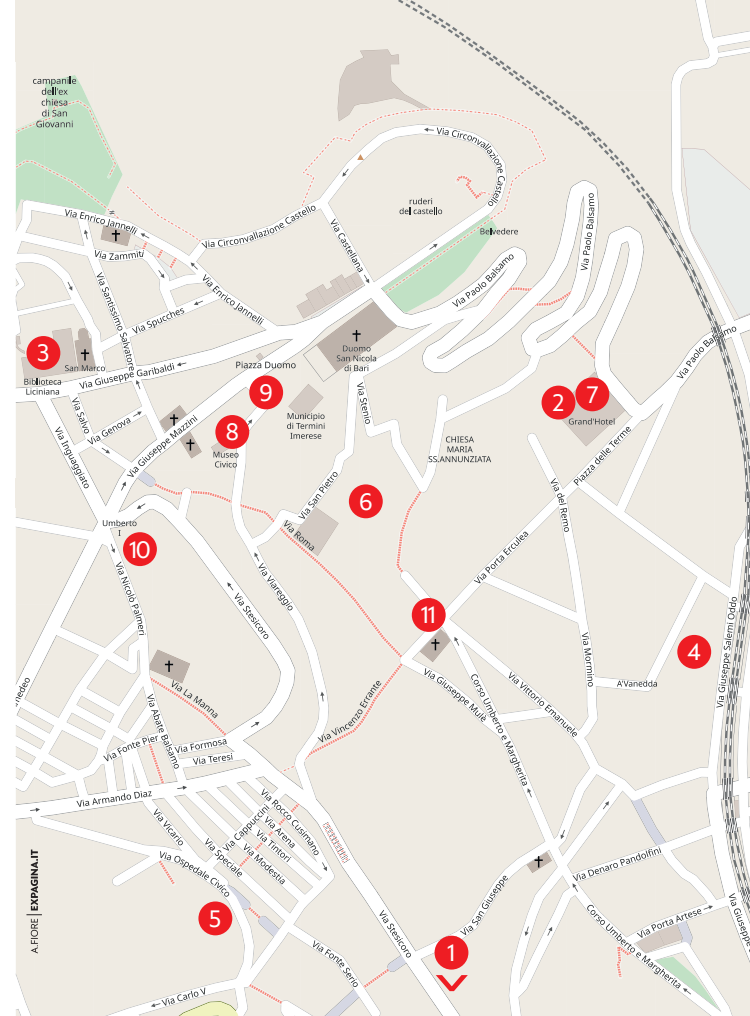 campanile
dell'ex
chiesa
di San
Giovanni
Via Circonvallazione Castello
ruderi
del castello
Belvedere
Via Paolo Balsamo
Via Enrico Jannelli
Via Circonvallazione Castello
Via Castellana
Via Zammiti
Via Santissimo Salvatore
Via Enrico Jannelli
Via Paolo Balsamo
Via Spucches
Via Paolo Balsamo
3
Biblioteca
Liciniana
San Marco
Via Giuseppe Garibaldi
Piazza Duomo
Duomo
San Nicola
di Bari
9
2
7
Grand'Hotel
Via Salvo
Via Genova
Via Giuseppe Mazzini
8
Museo
Civico
Municipio
di Termini
Imerese
Via Stenio
CHIESA
MARIA
SS.ANNUNZIATA
Piazza delle Terme
Via Inguaggiato
Via San Pietro
6
Via del Remo
Umberto
I
10
Via Roma
Via Porta Erculea
Via Nicolò Palmeri
Via Stesicoro
Via Viareggio
11
4
Via Giuseppe Salemi Oddo
Via Mormino
A'Vanedda
nedeo
Via La Manna
Via Vincenzo Errante
Via Giuseppe Mulè
Corso Umberto e Margherita
Via Vittorio Emanuele
Via Abate Balsamo
Via Fonte Pier
Via Formosa
Via Teresi
Via Armando Diaz
Via Vicario
Via Rocco Cusimano
Via Cappuccini
Via Arena
Via Tintori
Via Speciale
Via Modestia
Via Ospedale Civico
5
Via Stesicoro
Via San Giuseppe
Via Denaro Pandolfini
Corso Umberto e Margherita
Via Porta Artese
Via Giuseppe
1
Via Fonte Serio
Via Carlo V
A.FIORE | EXPAGINA.IT